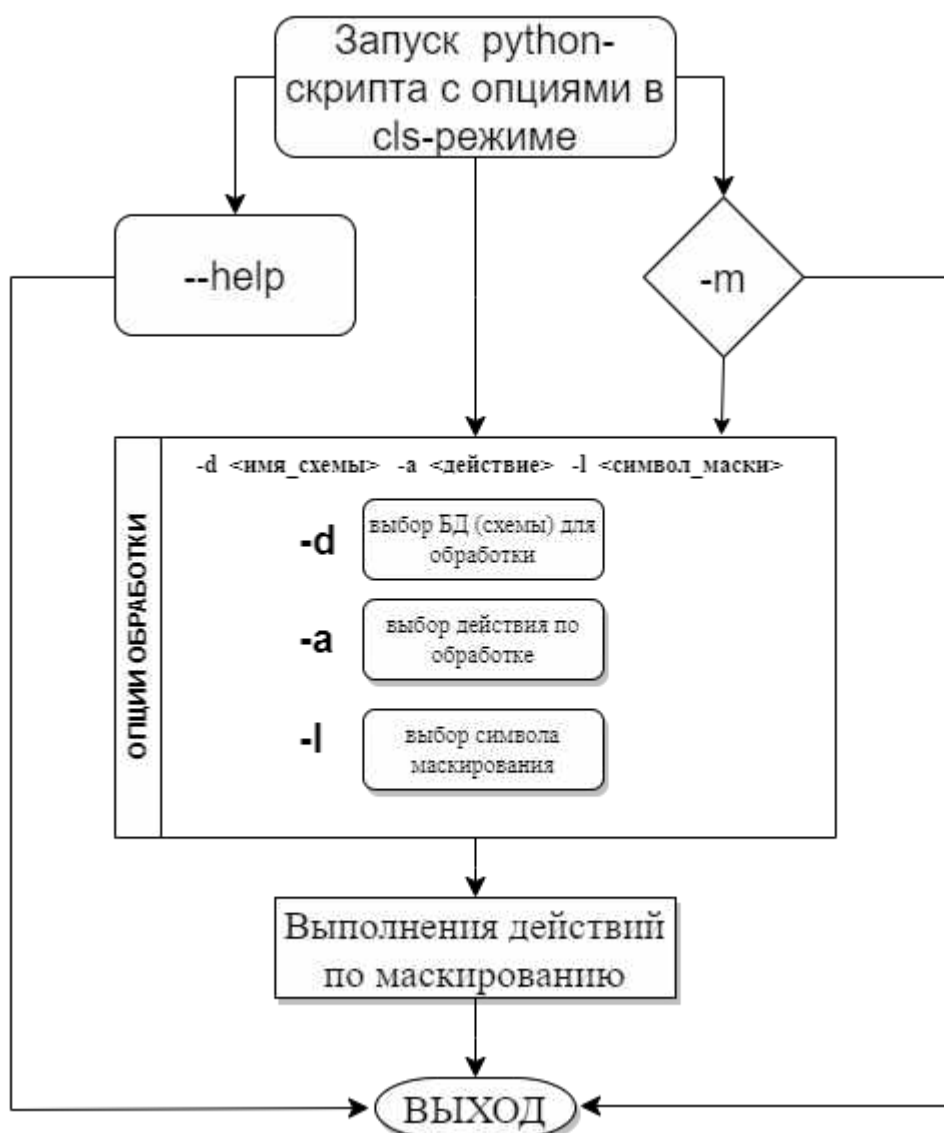 Запуск python-
скрипта с опциями в
cls-режиме
--help
-m
ОПЦИИ ОБРАБОТКИ
-d <имя_схемы> -a <действие> -l <символ_маски>
-d
выбор БД (схемы) для
обработки
-a
выбор действия по
обработке
-l
выбор символа
маскирования
Выполнения действий
по маскированию
ВЫХОД